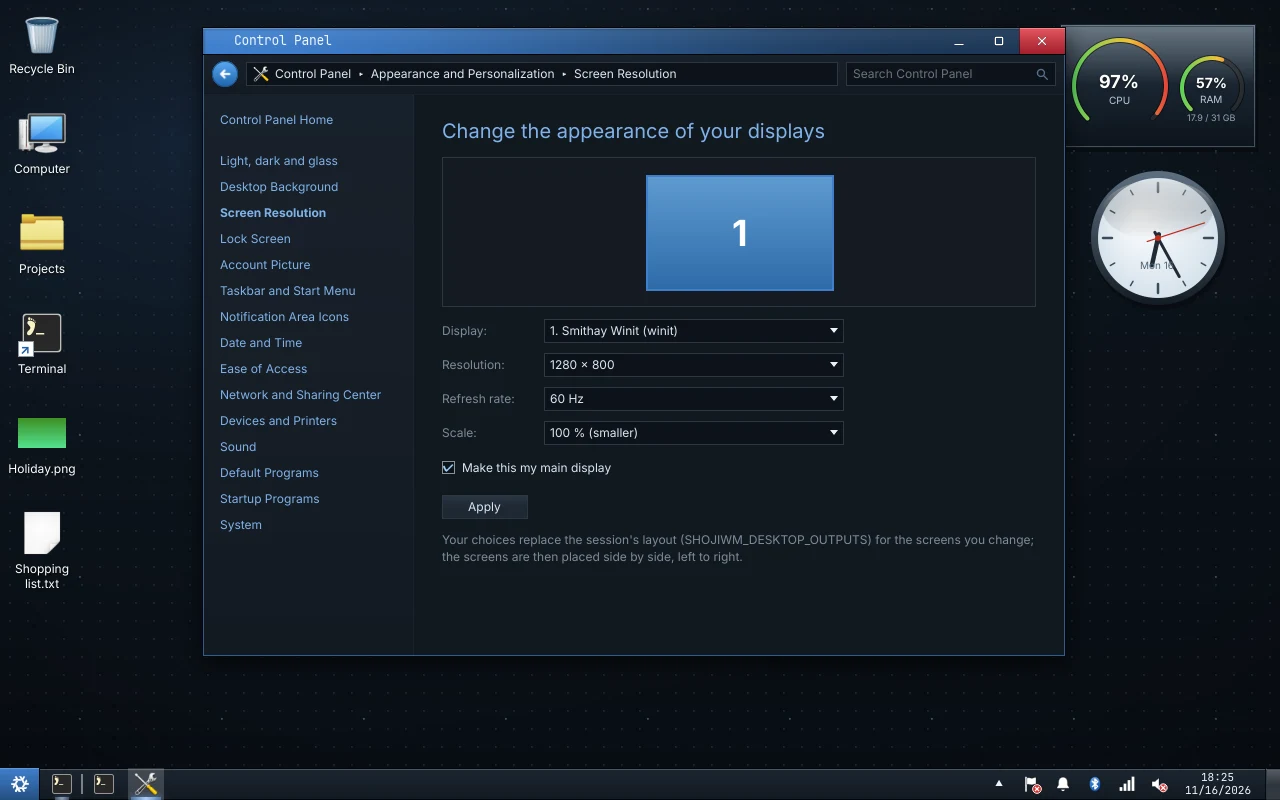 Recycle Bin
Computer
Projects
Terminal
Holiday.png
Shopping
list.txt
Control Panel
Control Panel ▸ Appearance and Personalization ▸ Screen Resolution
Search Control Panel
Control Panel Home
Light, dark and glass
Desktop Background
Screen Resolution
Lock Screen
Account Picture
Taskbar and Start Menu
Notification Area Icons
Date and Time
Ease of Access
Network and Sharing Center
Devices and Printers
Sound
Default Programs
Startup Programs
System
Change the appearance of your displays
1
Display: 1. Smithay Winit (winit)
Resolution: 1280 × 800
Refresh rate: 60 Hz
Scale: 100 % (smaller)
Make this my main display
Apply
Your choices replace the session's layout (SHOJIWM_DESKTOP_OUTPUTS) for the screens you change;
the screens are then placed side by side, left to right.
97%
CPU
57%
RAM
17.9 / 31 GB
Mon 16
18:25
11/16/2026